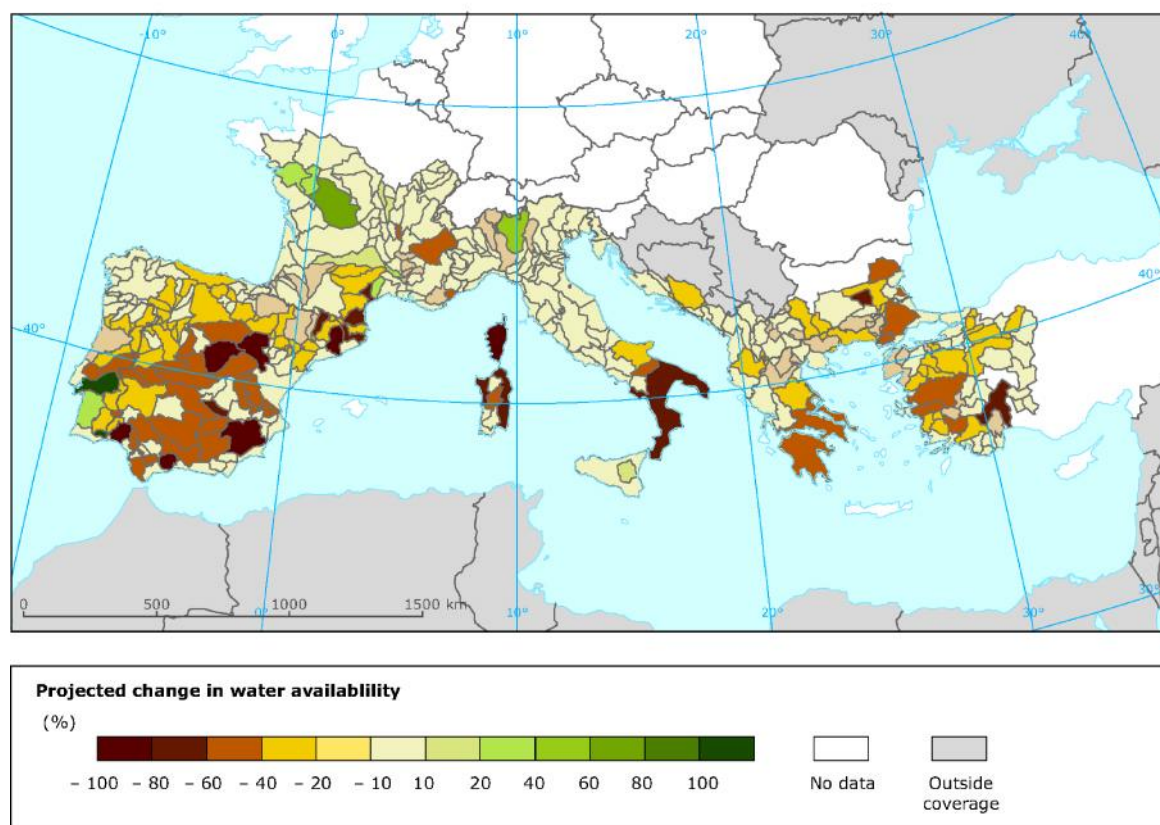 -10° 0° 10° 20° 30° 40°
40° 40°
30°
0 500 1000 1500 km
0° 10° 20°
Projected change in water availablility
(%)
– 100 – 80 – 60 – 40 – 20 – 10 10 20 40 60 80 100
No data
Outside
coverage